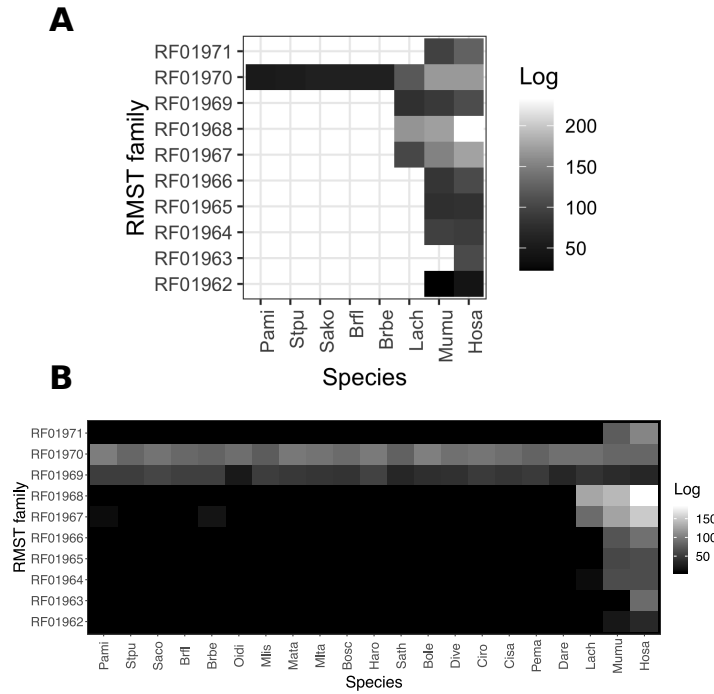 A
RMST family
RF01971
RF01970
RF01969
RF01968
RF01967
RF01966
RF01965
RF01964
RF01963
RF01962
Pami Stpu Sako Brfl Brbe Lach Mumu Hosa
Species
Log
200
150
100
50
B
RMST family
RF01971
RF01970
RF01969
RF01968
RF01967
RF01966
RF01965
RF01964
RF01963
RF01962
Pami Stpu Saco Brfl Brbe Oidi Mlis Mata Mlta Bosc Haro Sath Bole Dive Ciro Cisa Pema Dare Lach Mumu Hosa
Species
Log
150
100
50